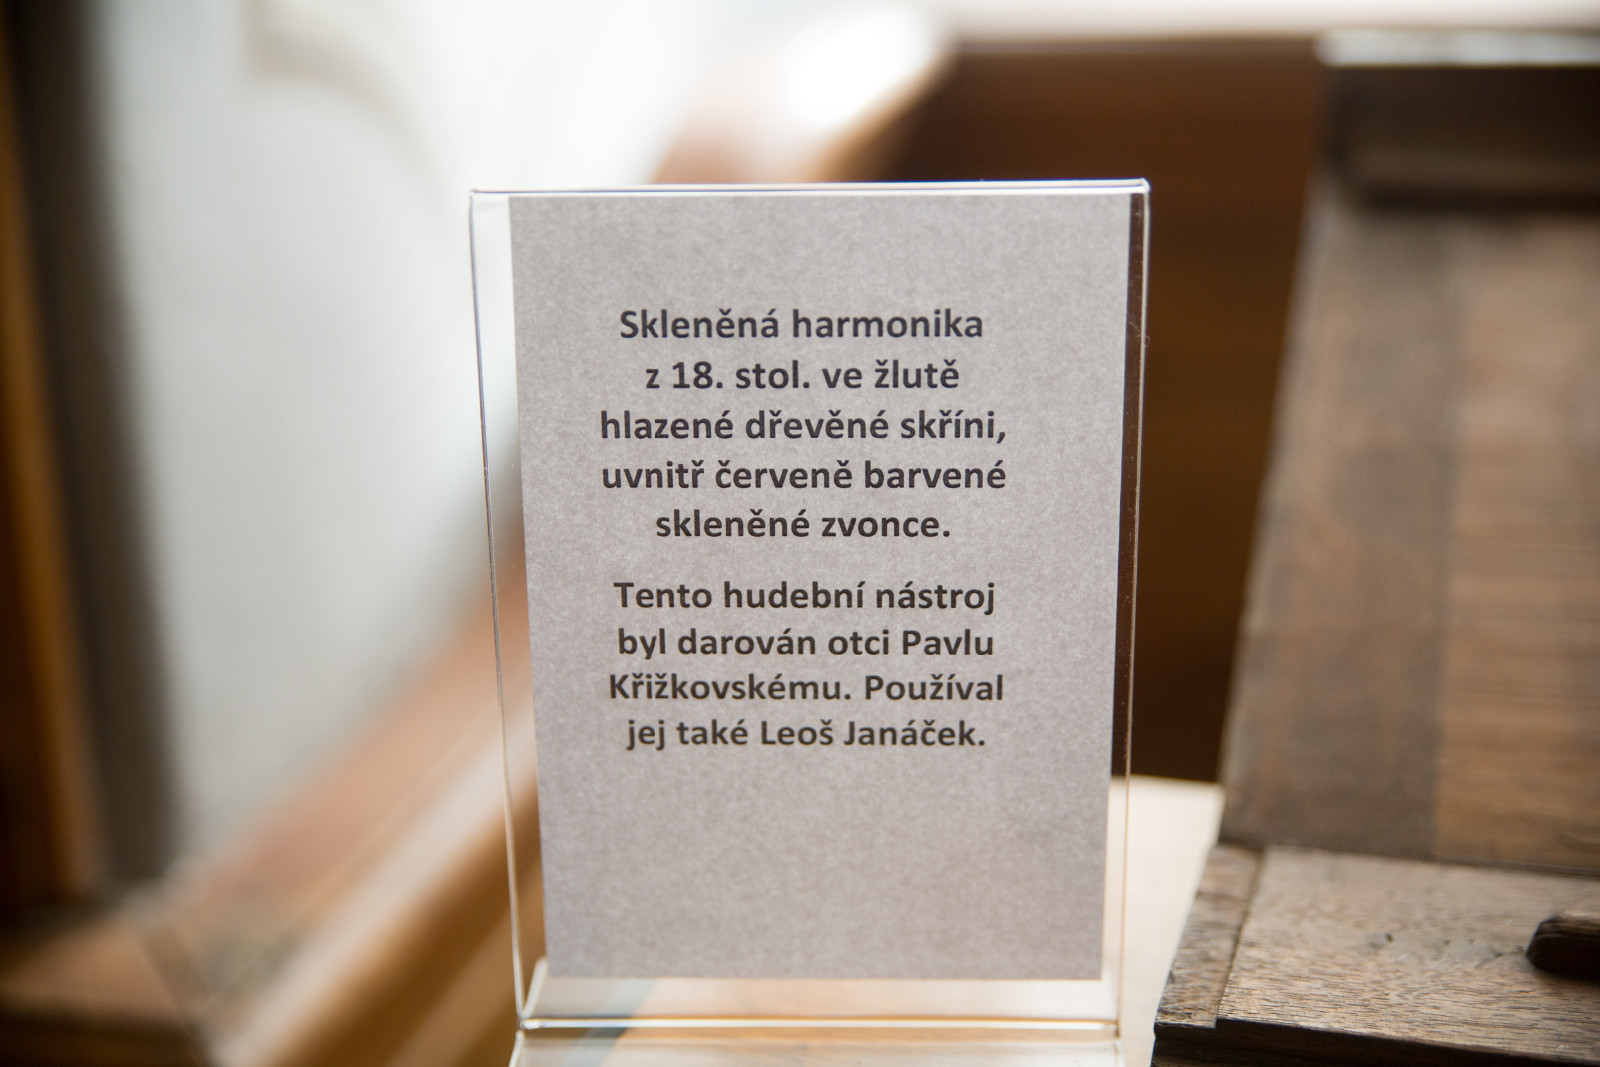 Skleněná harmonika
z 18. stol. ve žlutě
hlazené dřevěné skříni,
uvnitř červeně barvené
skleněné zvonce.
Tento hudební nástroj
byl darován otci Pavlu
Křižkovskému. Používal
jej také Leoš Janáček.